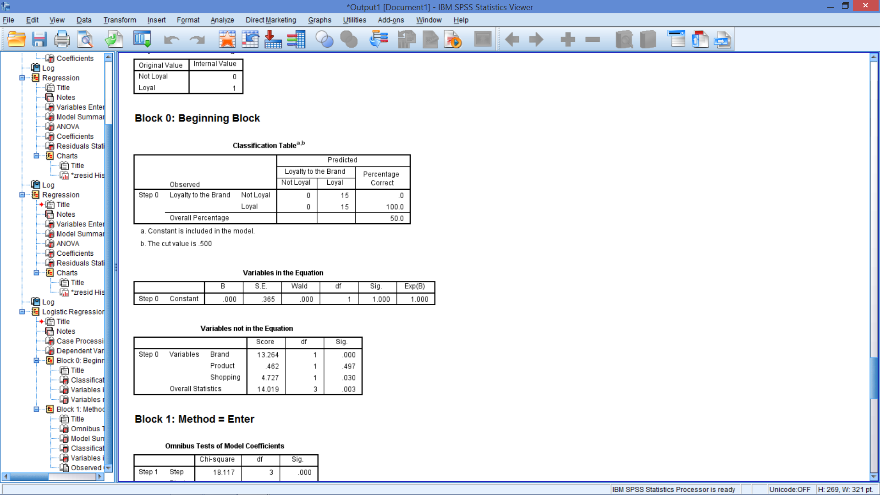 *Output1 [Document1] - IBM SPSS Statistics Viewer
File Edit View Data Transform Insert Format Analyze Direct Marketing Graphs Utilities Add-ons Window Help
Coefficients
Log
Regression
Title
Notes
Variables Enter
Model Summar
ANOVA
Coefficients
Residuals Stati
Charts
Title
*zresid His
Log
Regression
Title
Notes
Variables Enter
Model Summar
ANOVA
Coefficients
Residuals Stati
Charts
Title
*zresid His
Log
Logistic Regression
Title
Notes
Case Processi
Dependent Var
Block 0: Beginn
Title
Classificat
Variables i
Variables
Block 1: Method
Title
Omnibus T
Model Sum
Classificat
Variables i
Observed
Original Value Internal Value
Not Loyal 0
Loyal 1
Block 0: Beginning Block
Classification Table a,b
Predicted
Loyalty to the Brand Percentage Correct
Observed Not Loyal Loyal
Step 0 Loyalty to the Brand Not Loyal 0 15 .0
Loyal 0 15 100.0
Overall Percentage 50.0
a. Constant is included in the model.
b. The cut value is .500
Variables in the Equation
B S.E. Wald df Sig. Exp(B)
Step 0 Constant .000 .365 .000 1 1.000 1.000
Variables not in the Equation
Score df Sig.
Step 0 Variables Brand 13.264 1 .000
Product .462 1 .497
Shopping 4.727 1 .030
Overall Statistics 14.019 3 .003
Block 1: Method = Enter
Omnibus Tests of Model Coefficients
Chi-square df Sig.
Step 1 Step 18.117 3 .000
IBM SPSS Statistics Processor is ready Unicode:OFF H: 269, W: 321 pt.